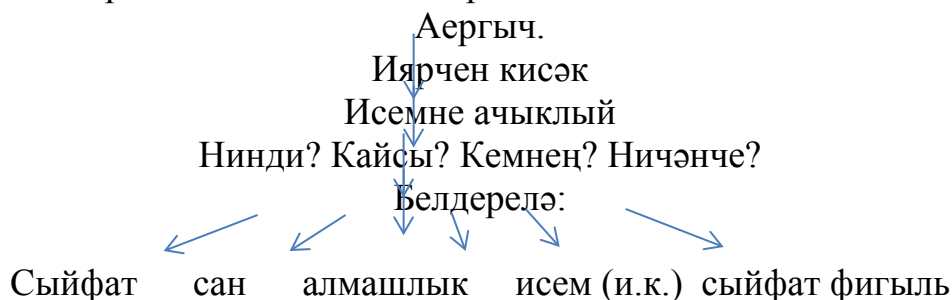 Аергыч.
Иярчен кисәк
Исемне ачыклый
Нинди? Кайсы? Кемнең? Ничәнче?
Белдерелә:
Сыйфат сан алмашлык исем (и.к.) сыйфат фигыль